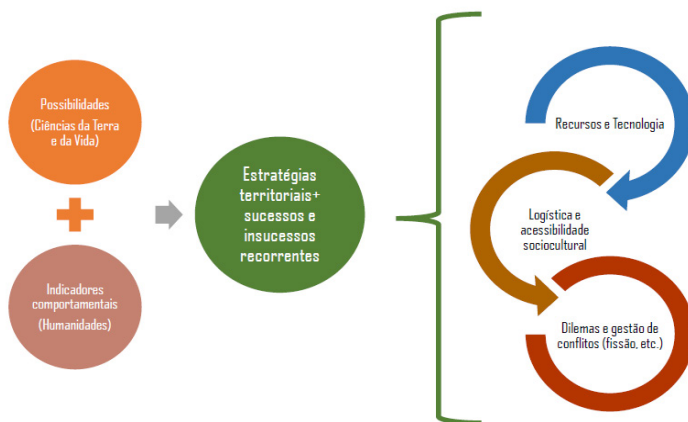 Possibilidades
(Ciências da Terra
e da Vida)
Indicadores
comportamentais
(Humanidades)
Estratégias
territoriais+
sucessos e
insucessos
recorrentes
Recursos e Tecnologia
Logística e
acessibilidade
sociocultural
Dilemas e gestão de
conflitos (fissão, etc.)